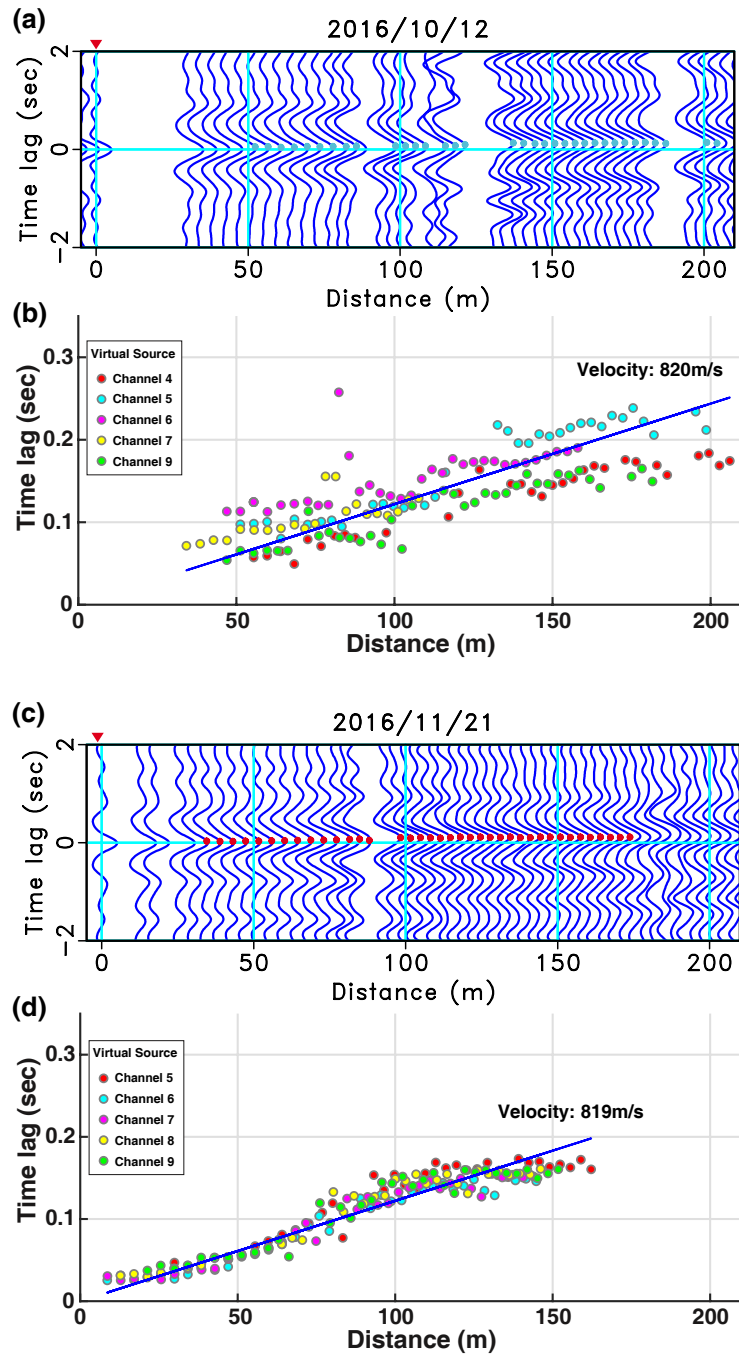 (a)
2016/10/12
Time lag (sec)
2
0
−2
0
50
100
150
200
Distance (m)
(b)
Time lag (sec)
0.3
0.2
0.1
0
Virtual Source
Channel 4
Channel 5
Channel 6
Channel 7
Channel 9
Velocity: 820m/s
0
50
100
150
200
Distance (m)
(c)
2016/11/21
Time lag (sec)
2
0
−2
0
50
100
150
200
Distance (m)
(d)
Time lag (sec)
0.3
0.2
0.1
0
Virtual Source
Channel 5
Channel 6
Channel 7
Channel 8
Channel 9
Velocity: 819m/s
0
50
100
150
200
Distance (m)